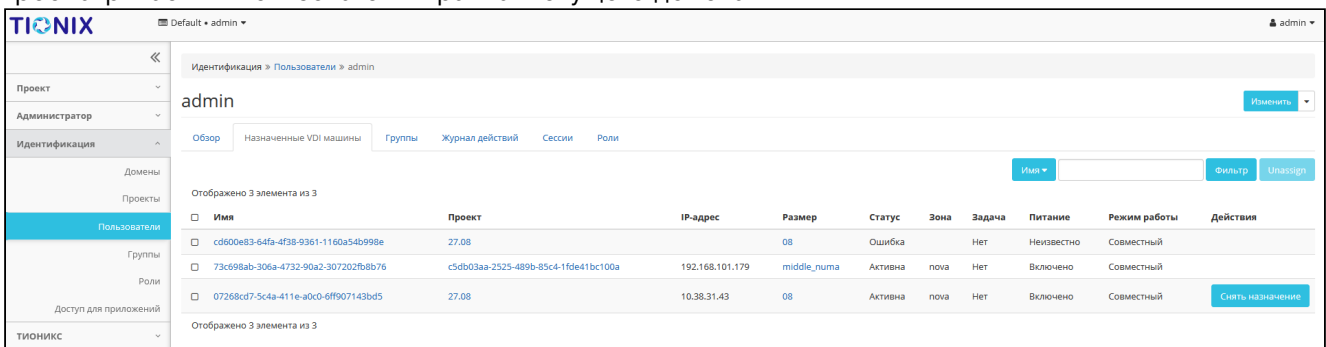 TIONIX
Default • admin
admin
Проект
Администратор
Идентификация
Домены
Проекты
Пользователи
Группы
Роли
Доступ для приложений
ТИОНИКС
Идентификация » Пользователи » admin
admin
Изменить
Обзор Назначенные VDI машины Группы Журнал действий Сессии Роли
Имя Фильтр Unassign
Отображено 3 элемента из 3
Имя Проект IP-адрес Размер Статус Зона Задача Питание Режим работы Действия
cd600e83-64fa-4f38-9361-1160a54b998e 27.08 08 Ошибка Нет Неизвестно Совместный
73c698ab-306a-4732-90a2-307202fb8b76 c5db03aa-2525-489b-85c4-1fde41bc100a 192.168.101.179 middle_numa Активна nova Нет Включено Совместный
07268cd7-5c4a-411e-a0c0-6ff907143bd5 27.08 10.38.31.43 08 Активна nova Нет Включено Совместный Снять назначение
Отображено 3 элемента из 3